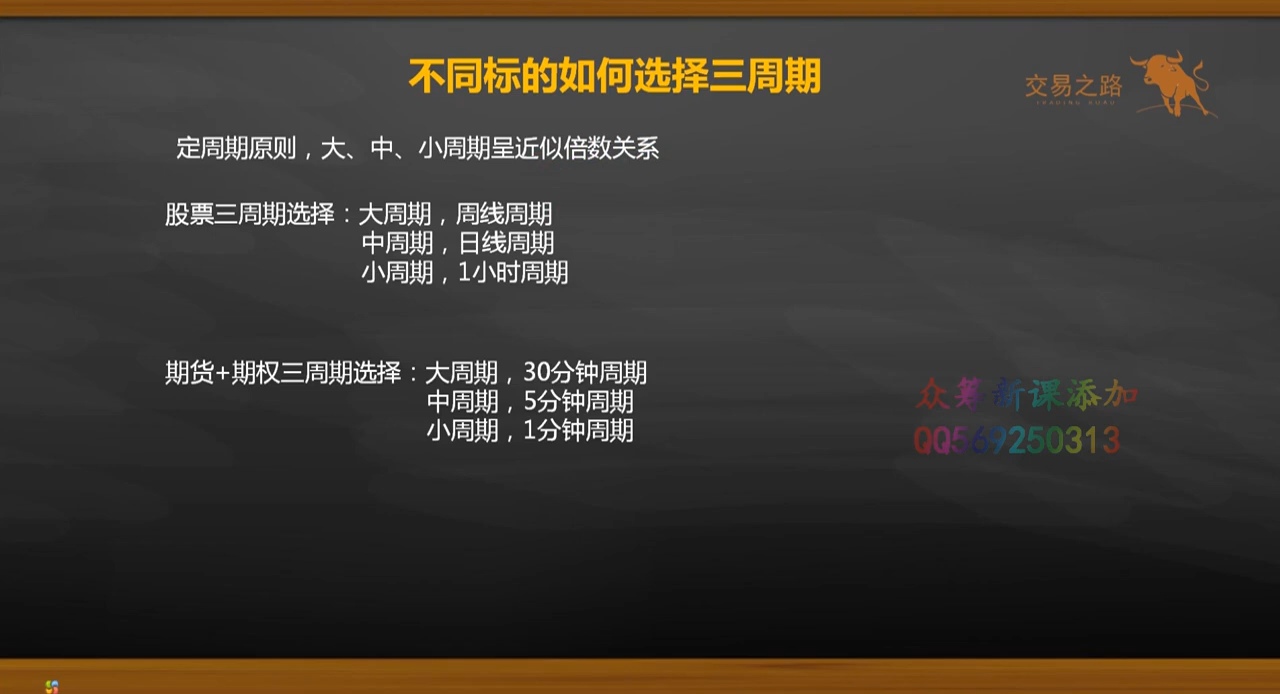 不同标的如何选择三周期
交易之路
定周期原则，大、中、小周期呈近似倍数关系
股票三周期选择：大周期，周线周期
中周期，日线周期
小周期，1小时周期
期货+期权三周期选择：大周期，30分钟周期
中周期，5分钟周期
小周期，1分钟周期
众筹新课添加
QQ569250313